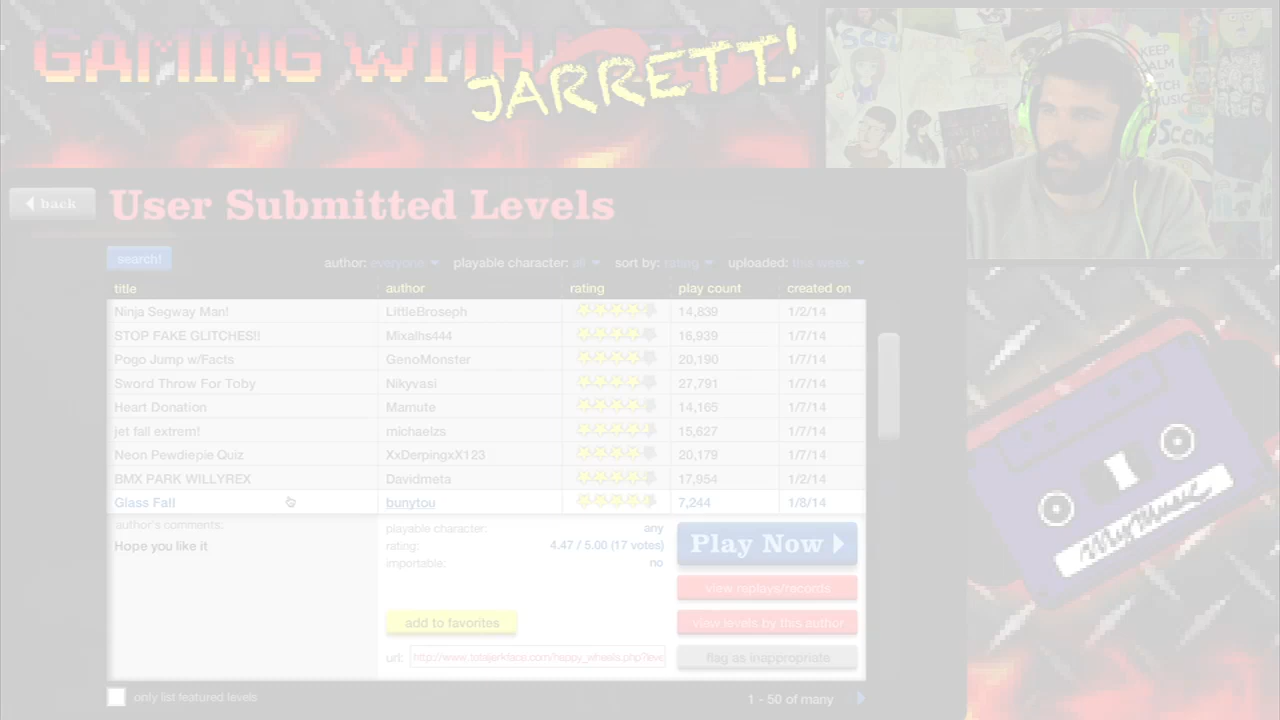 GAMING WITH
JARRETT!
KEEP
CALM
MUSIC
Scene
back
User Submitted Levels
search!
author: everyone playable character: all sort by: rating uploaded: this week
title author rating play count created on
Ninja Segway Man! LittleBroseph 14,839 1/2/14
STOP FAKE GLITCHES!! Mixalhs444 16,939 1/7/14
Pogo Jump w/Facts GenoMonster 20,190 1/7/14
Sword Throw For Toby Nikyvasi 27,791 1/7/14
Heart Donation Mamute 14,165 1/7/14
jet fall extrem! michaelzs 15,627 1/7/14
Neon Pewdiepie Quiz XxDerpingxX123 20,179 1/7/14
BMX PARK WILLYREX Davidmeta 17,954 1/2/14
Glass Fall bunytou 7,244 1/8/14
author's comments:
Hope you like it
playable character: any
rating: 4.47 / 5.00 (17 votes)
importable: no
Play Now
view replays/records
add to favorites
view levels by this author
url: http://www.totaljerkface.com/happy_wheels.php?leve
flag as inappropriate
only list featured levels
1 - 50 of many
My Music